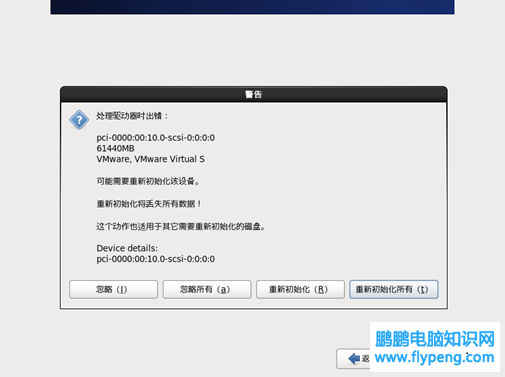 警告
处理驱动器时出错：
pci-0000:00:10.0-scsi-0:0:0:0
61440MB
VMware, VMware Virtual S
可能需要重新初始化该设备。
重新初始化将丢失所有数据！
这个动作也适用于其它需要重新初始化的磁盘。
Device details:
pci-0000:00:10.0-scsi-0:0:0:0
忽略（I） 忽略所有（a） 重新初始化（R） 重新初始化所有（t）
鹏鹏电脑知识网
www.flypeng.com